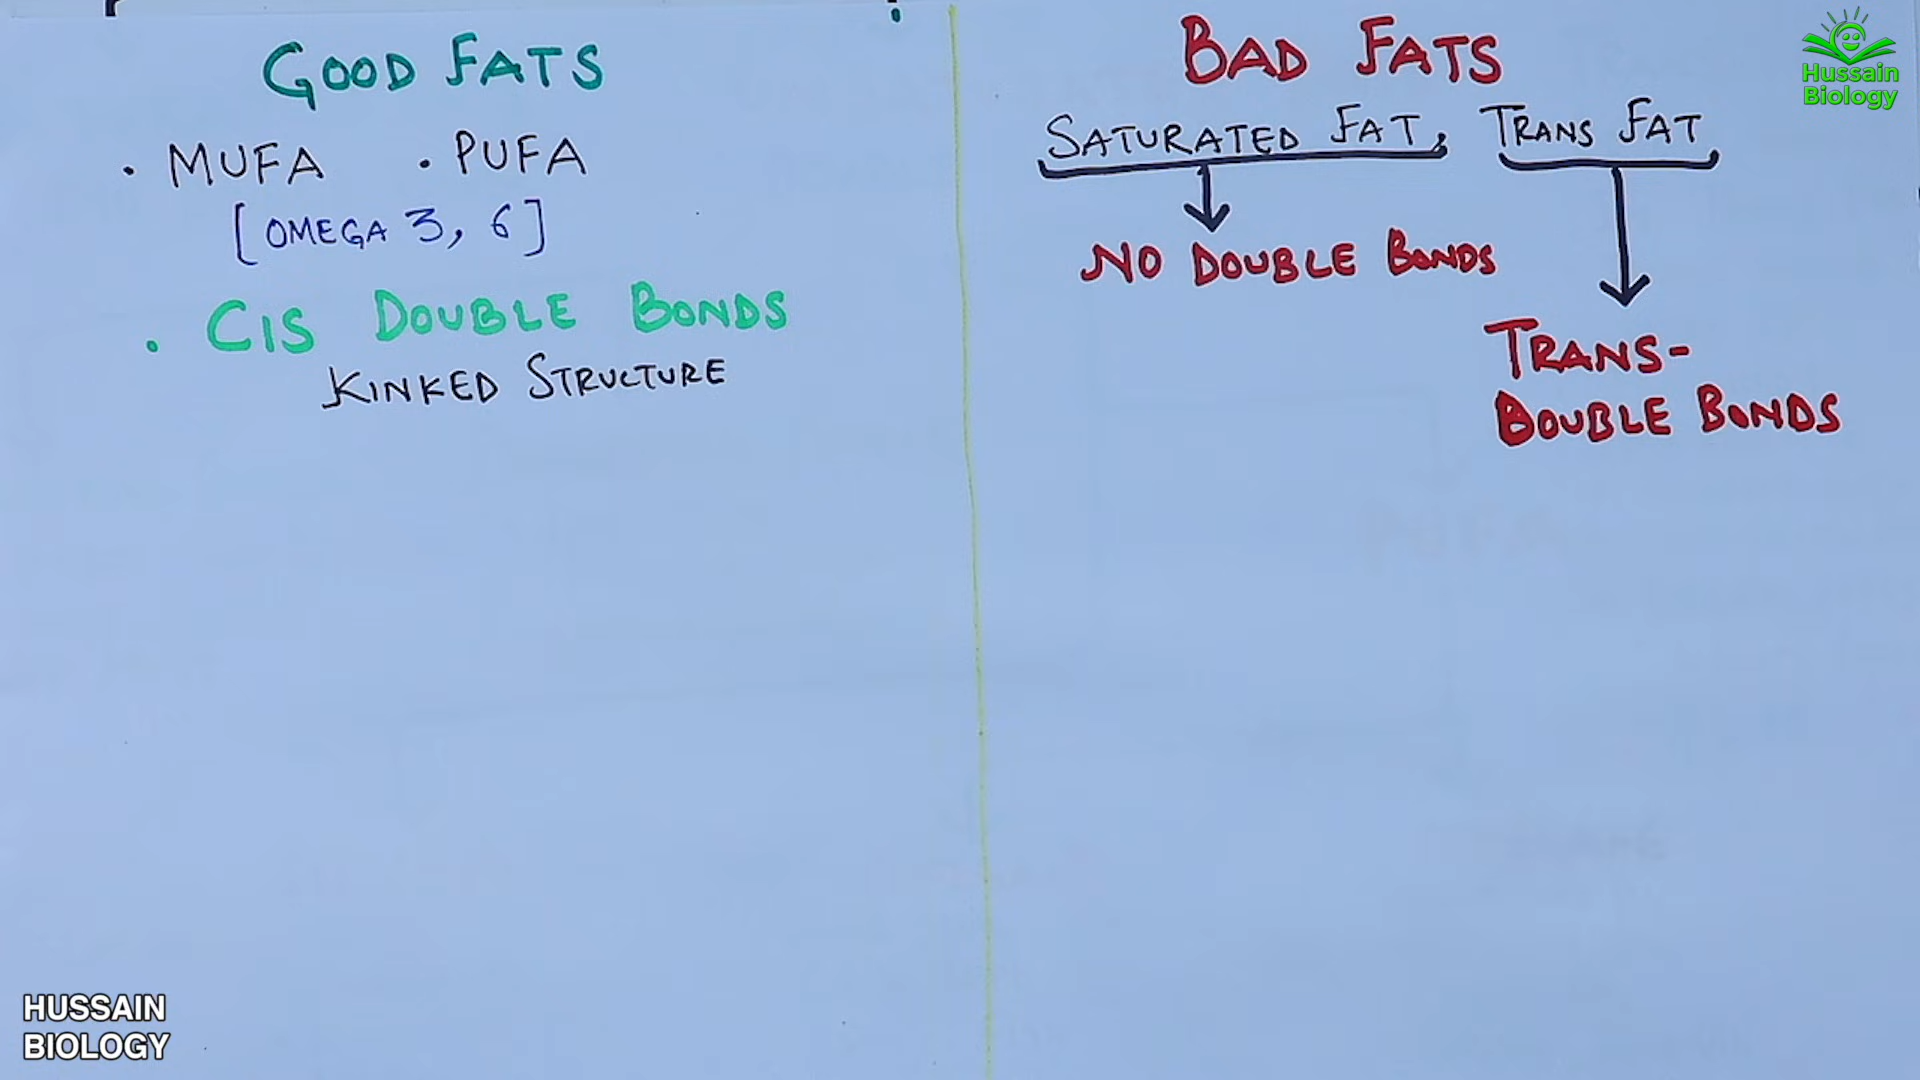 GOOD FATS
• MUFA • PUFA
[OMEGA 3, 6]
• CIS DOUBLE BONDS
KINKED STRUCTURE
BAD FATS
SATURATED FAT, TRANS FAT
NO DOUBLE BONDS
TRANS-
DOUBLE BONDS
Hussain
Biology
HUSSAIN
BIOLOGY